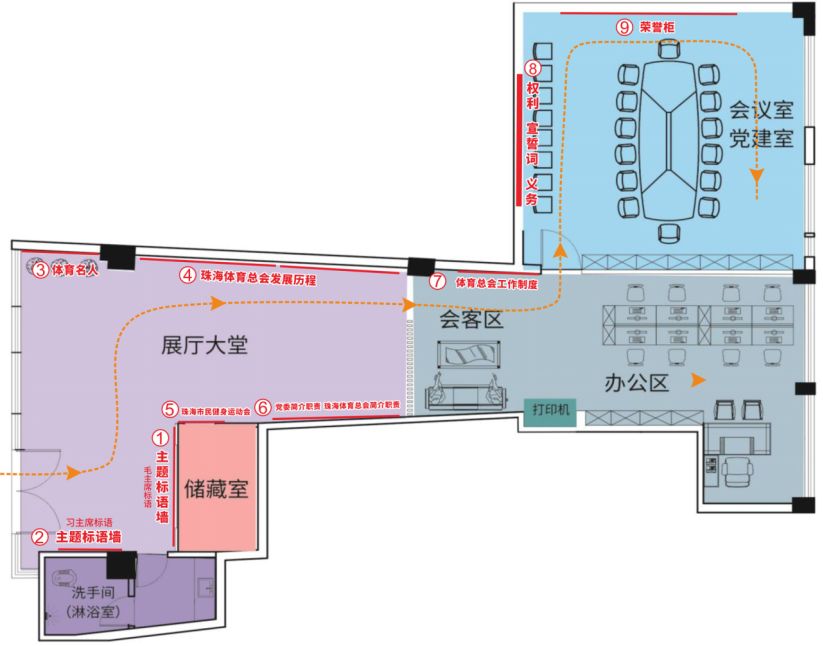 ⑨ 荣誉柜
⑧
权利 宣誓词 义务
会议室
党建室
③ 体育名人
④ 珠海体育总会发展历程
⑦ 体育总会工作制度
会客区
展厅大堂
办公区
打印机
⑤ 珠海市民健身运动会
⑥ 党委简介职责 珠海体育总会简介职责
①
主题标语墙
毛主席标语
储藏室
习主席标语
② 主题标语墙
洗手间
(淋浴室)